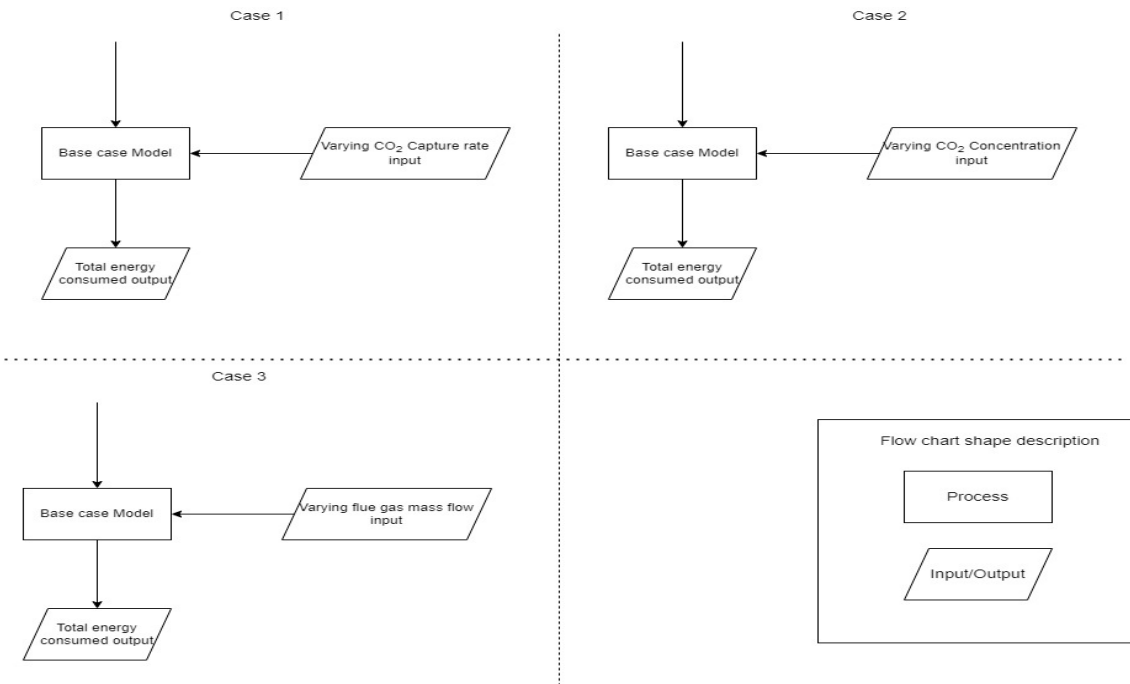 Case 1
Base case Model
Varying CO₂ Capture rate
input
Total energy
consumed output
Case 2
Base case Model
Varying CO₂ Concentration
input
Total energy
consumed output
Case 3
Base case Model
Varying flue gas mass flow
input
Total energy
consumed output
Flow chart shape description
Process
Input/Output